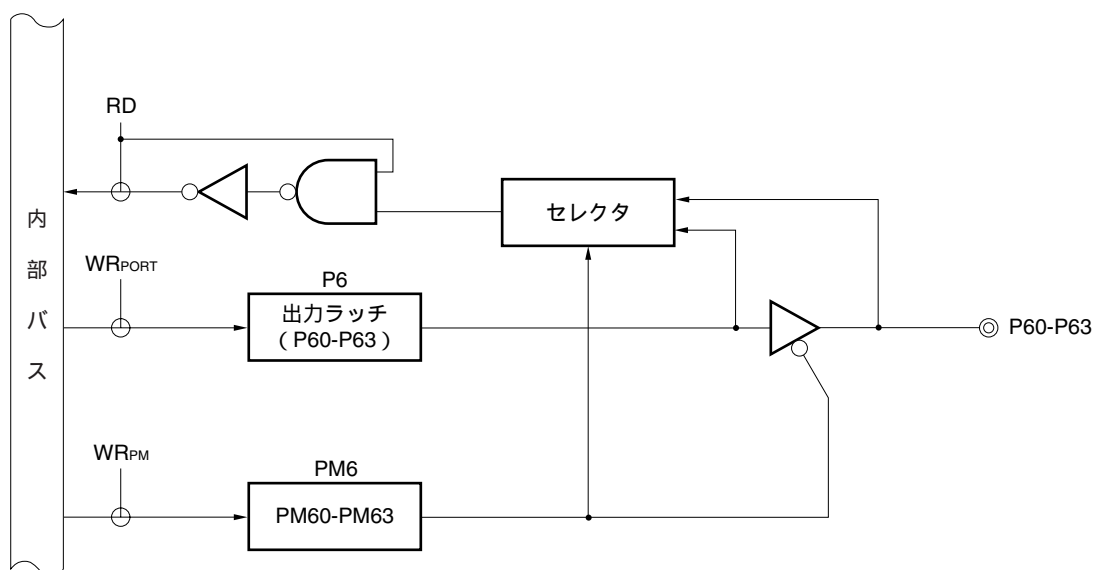 RD
内部バス
セレクタ
WRPORT
P6
出力ラッチ
（P60-P63）
P60-P63
WRPM
PM6
PM60-PM63